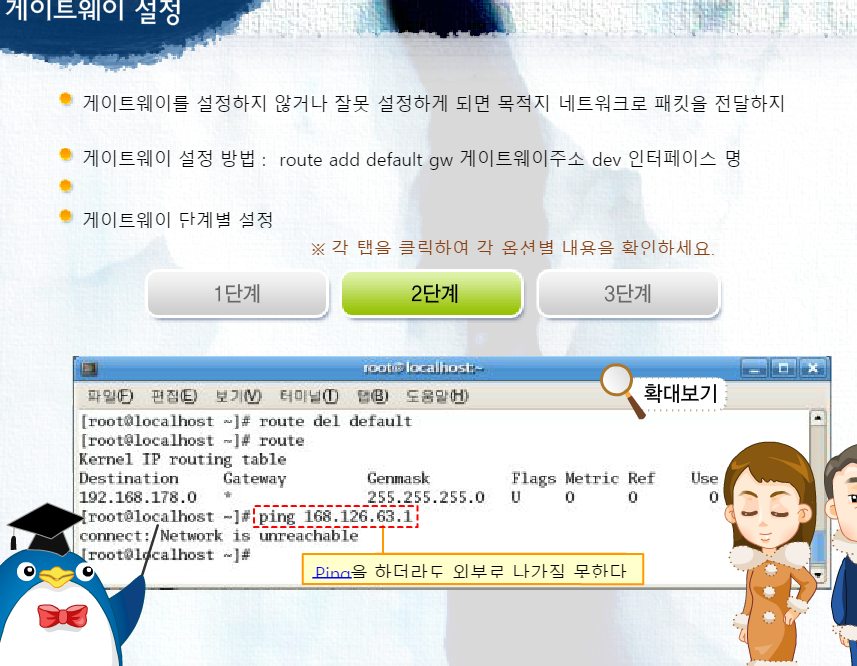 게이트웨이 설정
게이트웨이를 설정하지 않거나 잘못 설정하게 되면 목적지 네트워크로 패킷을 전달하지
게이트웨이 설정 방법 : route add default gw 게이트웨이주소 dev 인터페이스 명
게이트웨이 단계별 설정
※ 각 탭을 클릭하여 각 옵션별 내용을 확인하세요.
1단계 2단계 3단계
root@localhost:~
확대보기
파일(F) 편집(E) 보기(V) 터미널(T) 탭(B) 도움말(H)
[root@localhost ~]# route del default
[root@localhost ~]# route
Kernel IP routing table
Destination Gateway Genmask Flags Metric Ref Use
192.168.178.0 * 255.255.255.0 U 0 0 0
[root@localhost ~]# ping 168.126.63.1
connect: Network is unreachable
[root@localhost ~]#
Ping을 하더라도 외부로 나가질 못한다